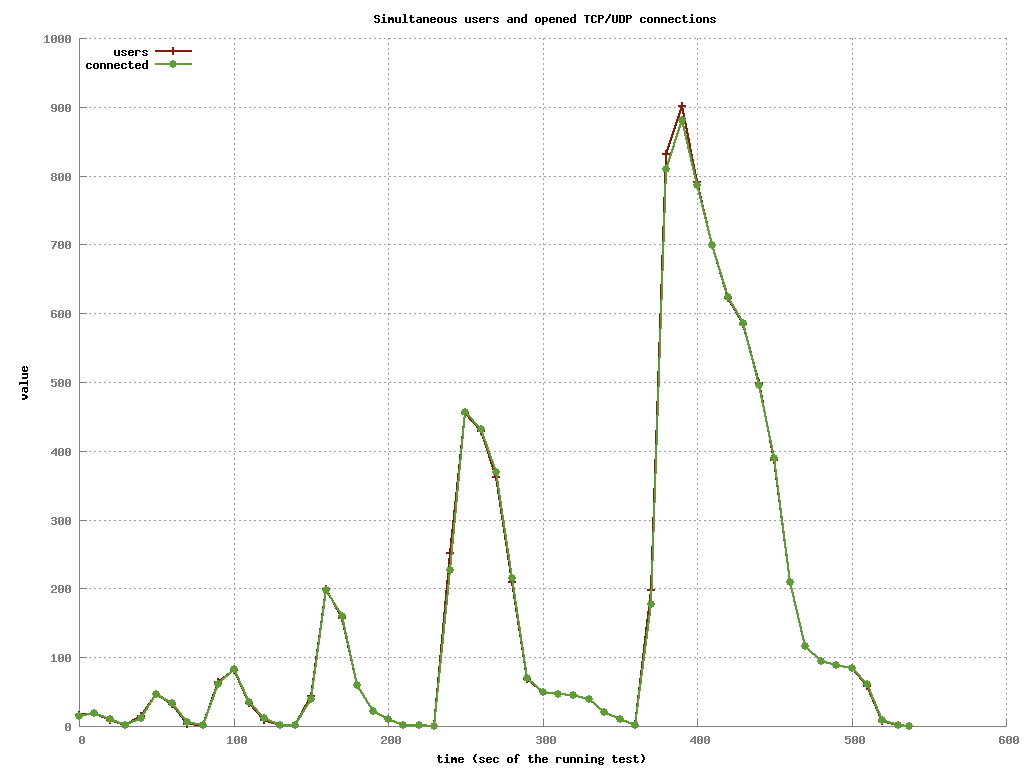 Simultaneous users and opened TCP/UDP connections
1000
users
connected
900
800
700
600
500
value
400
300
200
100
0
0 100 200 300 400 500 600
time (sec of the running test)